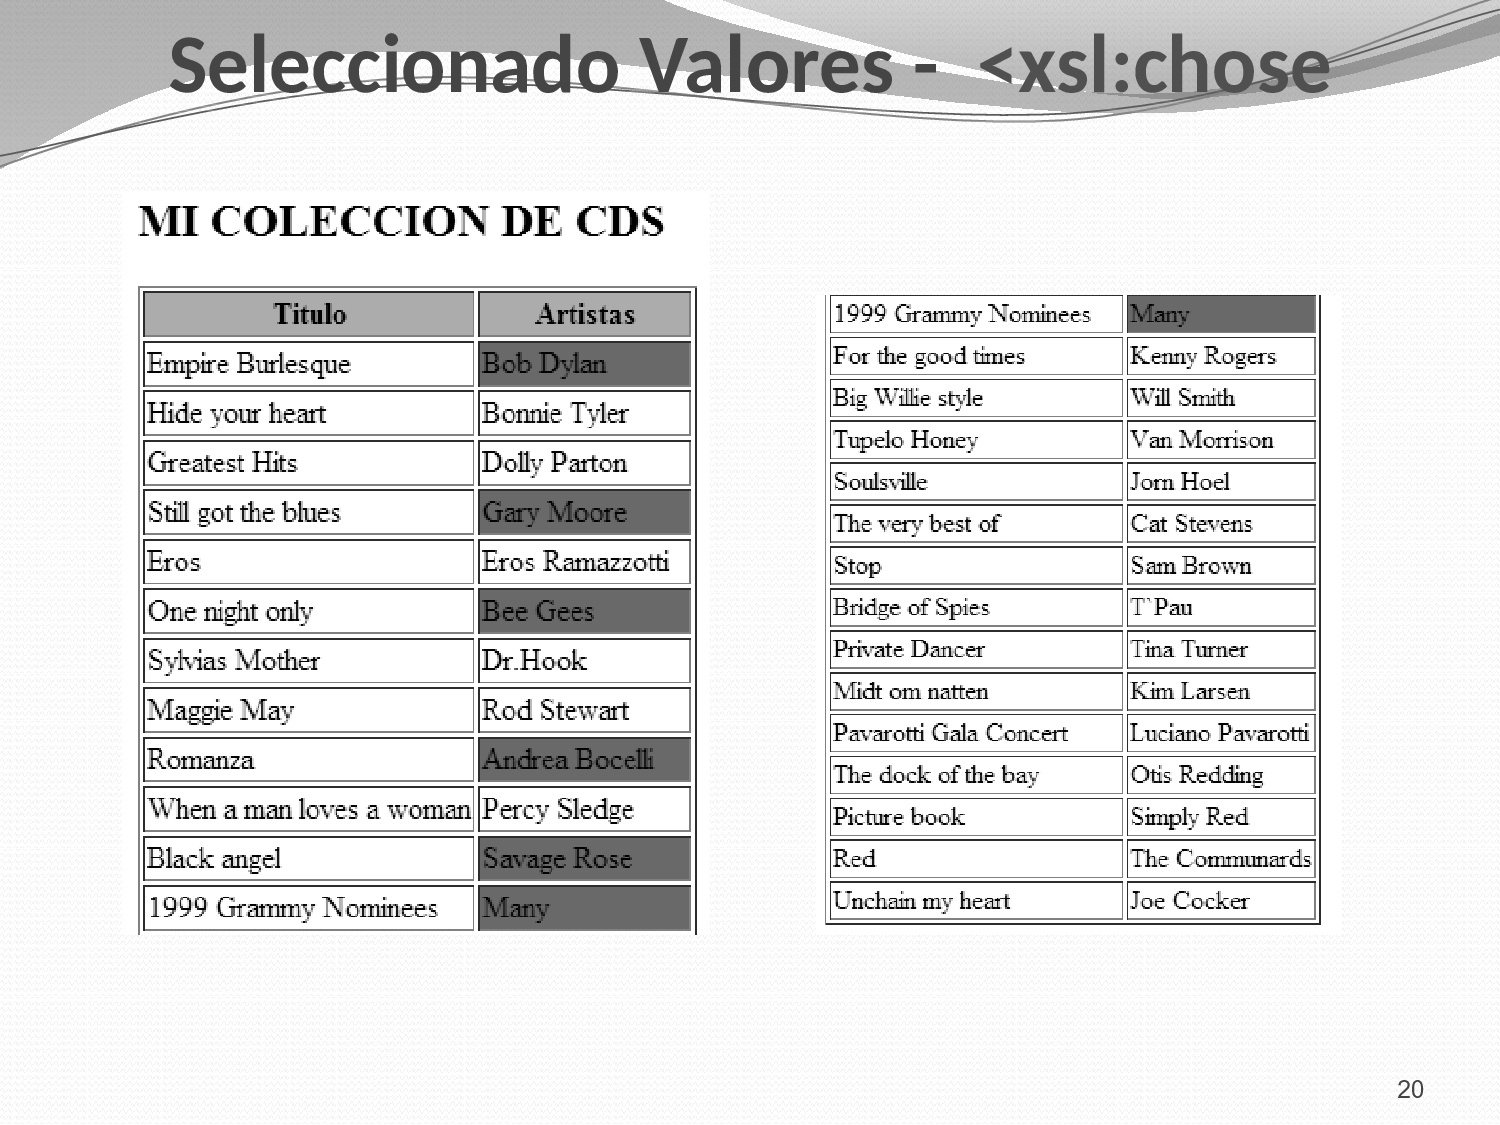 Seleccionado Valores -  <xsl:chose
MI COLECCION DE CDS
Titulo Artistas
Empire Burlesque Bob Dylan
Hide your heart Bonnie Tyler
Greatest Hits Dolly Parton
Still got the blues Gary Moore
Eros Eros Ramazzotti
One night only Bee Gees
Sylvias Mother Dr.Hook
Maggie May Rod Stewart
Romanza Andrea Bocelli
When a man loves a woman Percy Sledge
Black angel Savage Rose
1999 Grammy Nominees Many
1999 Grammy Nominees Many
For the good times Kenny Rogers
Big Willie style Will Smith
Tupelo Honey Van Morrison
Soulsville Jorn Hoel
The very best of Cat Stevens
Stop Sam Brown
Bridge of Spies T`Pau
Private Dancer Tina Turner
Midt om natten Kim Larsen
Pavarotti Gala Concert Luciano Pavarotti
The dock of the bay Otis Redding
Picture book Simply Red
Red The Communards
Unchain my heart Joe Cocker
20